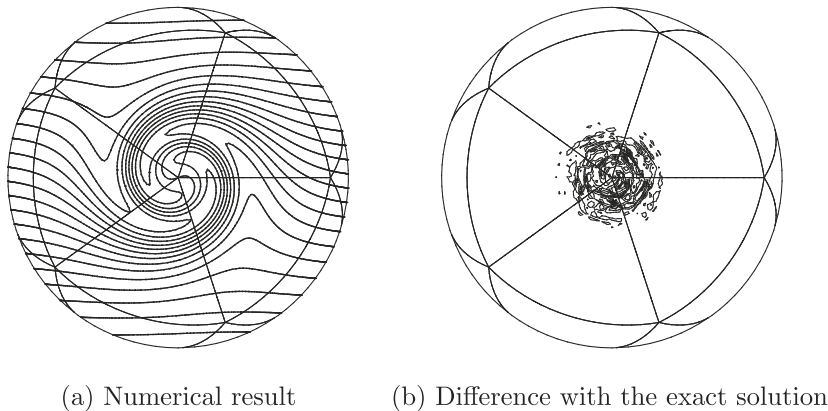 (a) Numerical result
(b) Difference with the exact solution